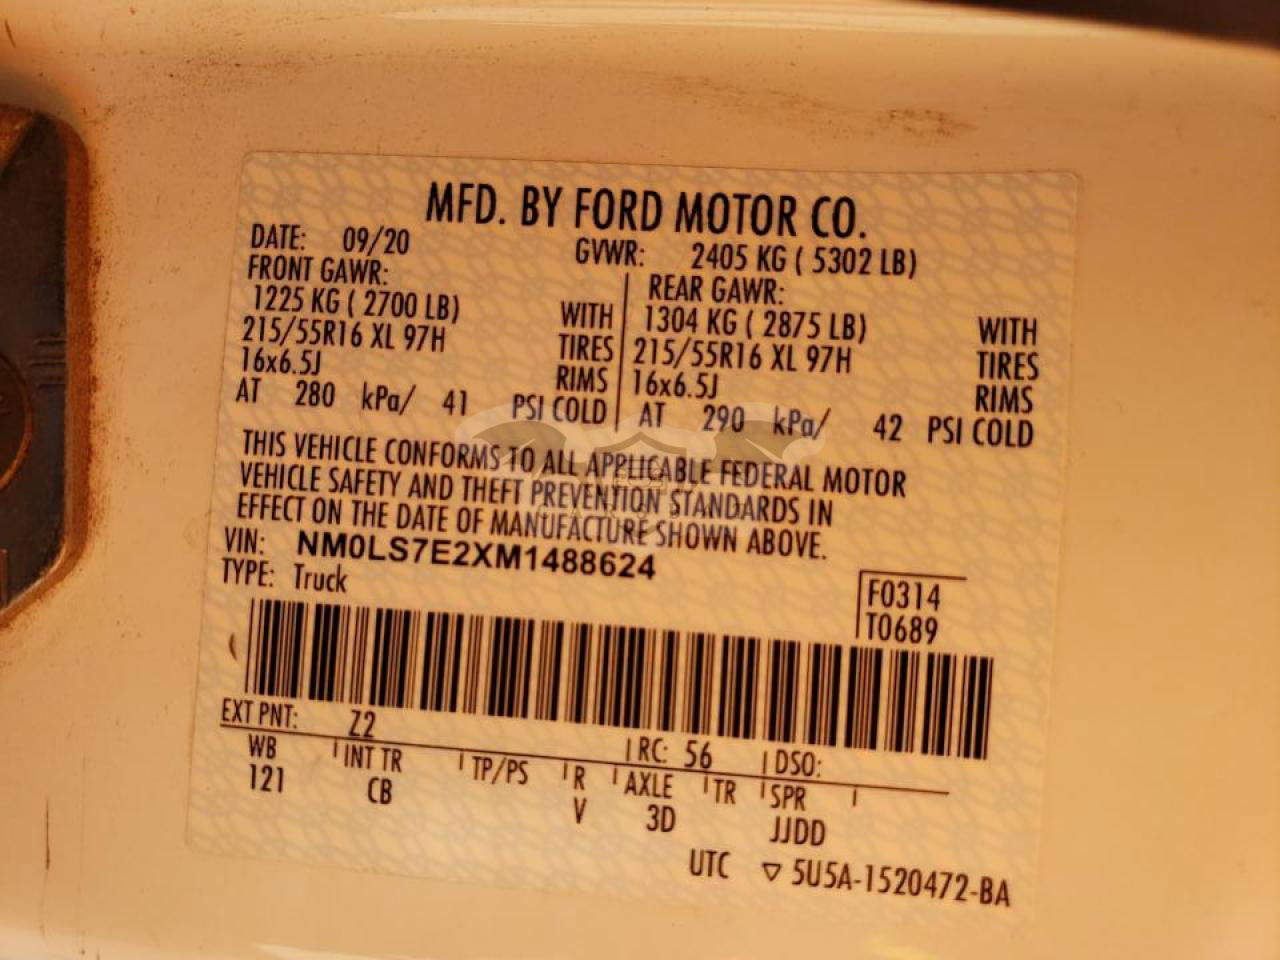 MFD. BY FORD MOTOR CO.
DATE: 09/20 GVWR: 2405 KG ( 5302 LB)
FRONT GAWR: REAR GAWR:
1225 KG ( 2700 LB) WITH 1304 KG ( 2875 LB) WITH
215/55R16 XL 97H TIRES 215/55R16 XL 97H TIRES
16x6.5J RIMS 16x6.5J RIMS
AT 280 kPa/ 41 PSI COLD AT 290 kPa/ 42 PSI COLD
THIS VEHICLE CONFORMS TO ALL APPLICABLE FEDERAL MOTOR
VEHICLE SAFETY AND THEFT PREVENTION STANDARDS IN
EFFECT ON THE DATE OF MANUFACTURE SHOWN ABOVE.
VIN: NM0LS7E2XM1488624
TYPE: Truck
F0314
T0689
EXT PNT: Z2 RC: 56 DSO:
WB INT TR TP/PS R AXLE TR SPR
121 CB V 3D JJDD
UTC ▽ 5U5A-1520472-BA